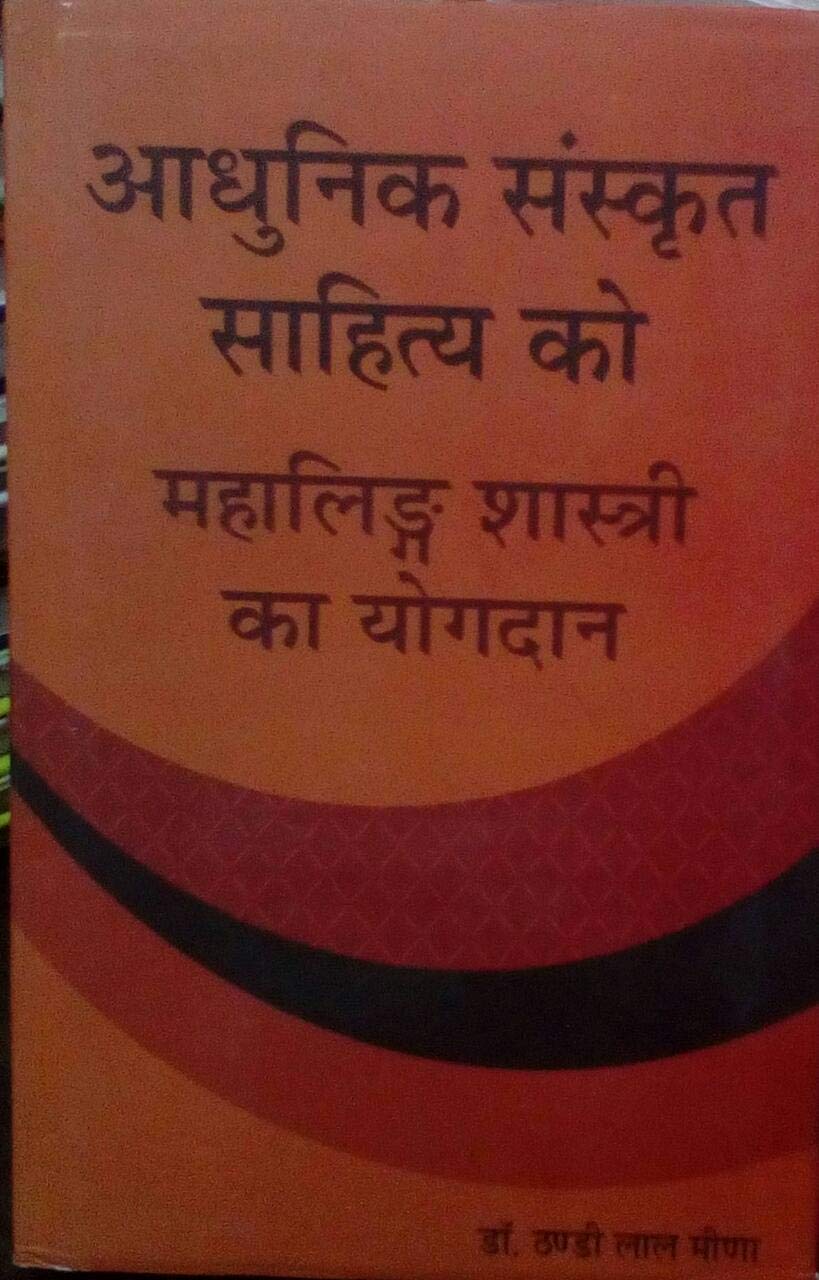 आधुनिक संस्कृत
साहित्य को
महालिङ्ग शास्त्री
का योगदान
डॉ. ठण्डी लाल मीणा